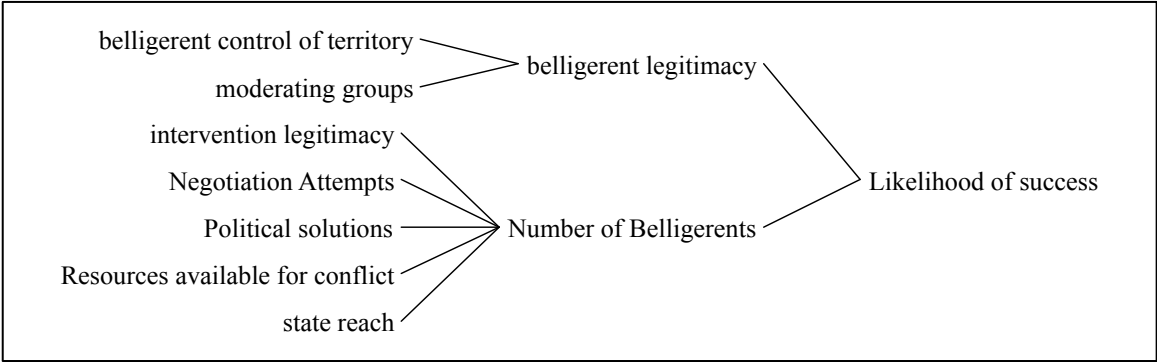 belligerent control of territory
moderating groups
belligerent legitimacy
intervention legitimacy
Negotiation Attempts
Political solutions
Resources available for conflict
state reach
Number of Belligerents
Likelihood of success